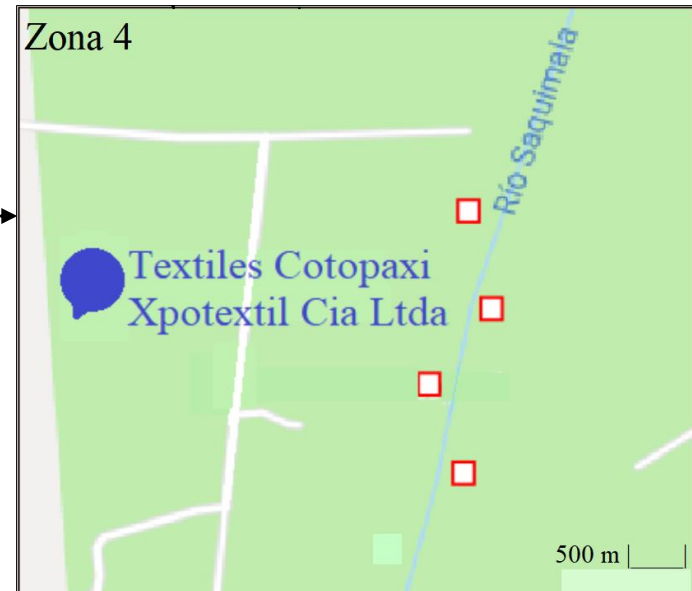 Zona 4
Río Saquimala
Textiles Cotopaxi
Xpotextil Cia Ltda
500 m